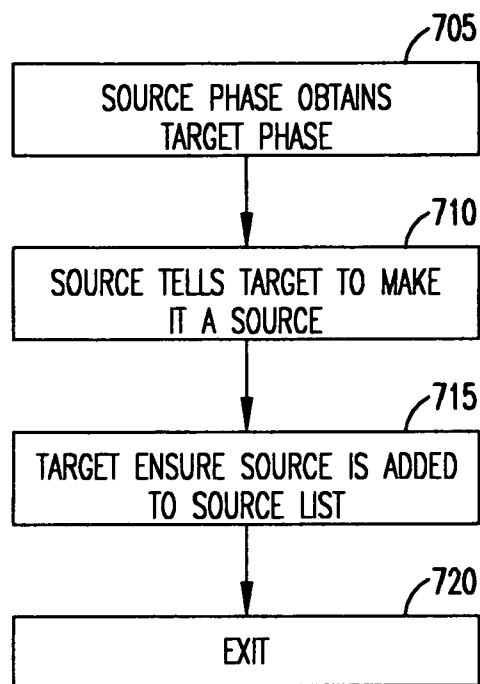 705
SOURCE PHASE OBTAINS
TARGET PHASE
710
SOURCE TELLS TARGET TO MAKE
IT A SOURCE
715
TARGET ENSURE SOURCE IS ADDED
TO SOURCE LIST
720
EXIT